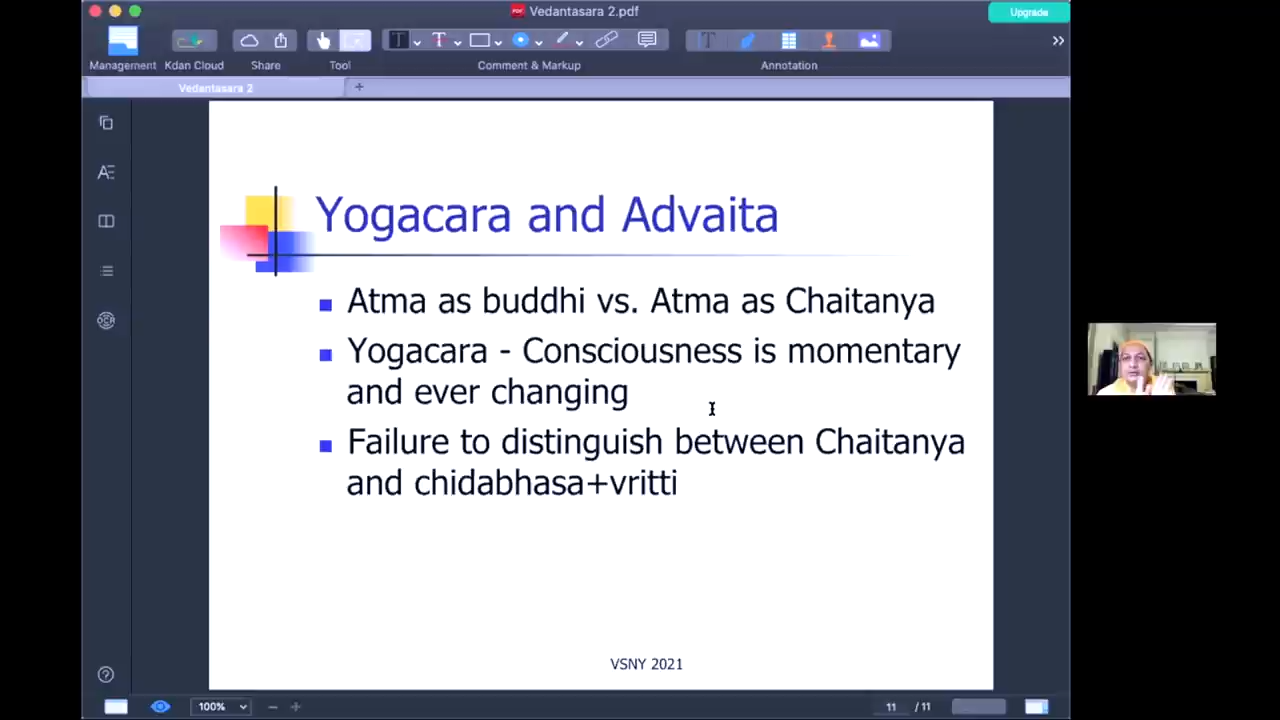 Vedantasara 2.pdf
Upgrade
Management Kdan Cloud Share Tool Comment & Markup Annotation
Vedantasara 2
Yogacara and Advaita
Atma as buddhi vs. Atma as Chaitanya
Yogacara - Consciousness is momentary
and ever changing
Failure to distinguish between Chaitanya
and chidabhasa+vritti
VSNY 2021
100%
11 / 11